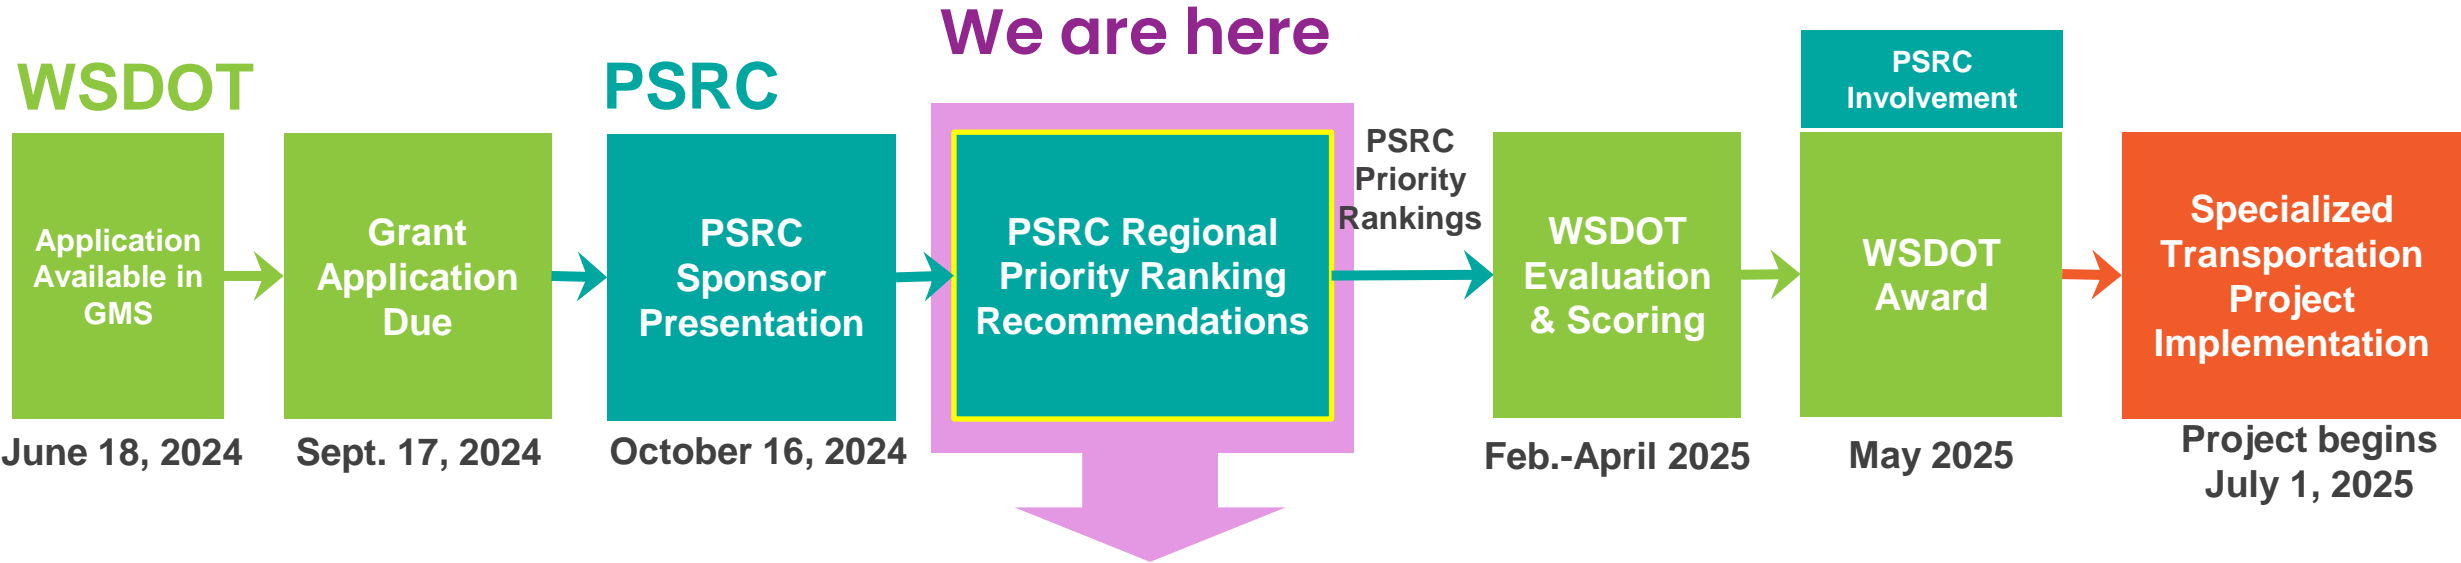 We are here
WSDOT
PSRC
Application
Available in
GMS
June 18, 2024
Grant
Application
Due
Sept. 17, 2024
PSRC
Sponsor
Presentation
October 16, 2024
PSRC Regional
Priority Ranking
Recommendations
PSRC
Priority
Rankings
WSDOT
Evaluation
& Scoring
Feb.-April 2025
PSRC
Involvement
WSDOT
Award
May 2025
Specialized
Transportation
Project
Implementation
Project begins
July 1, 2025